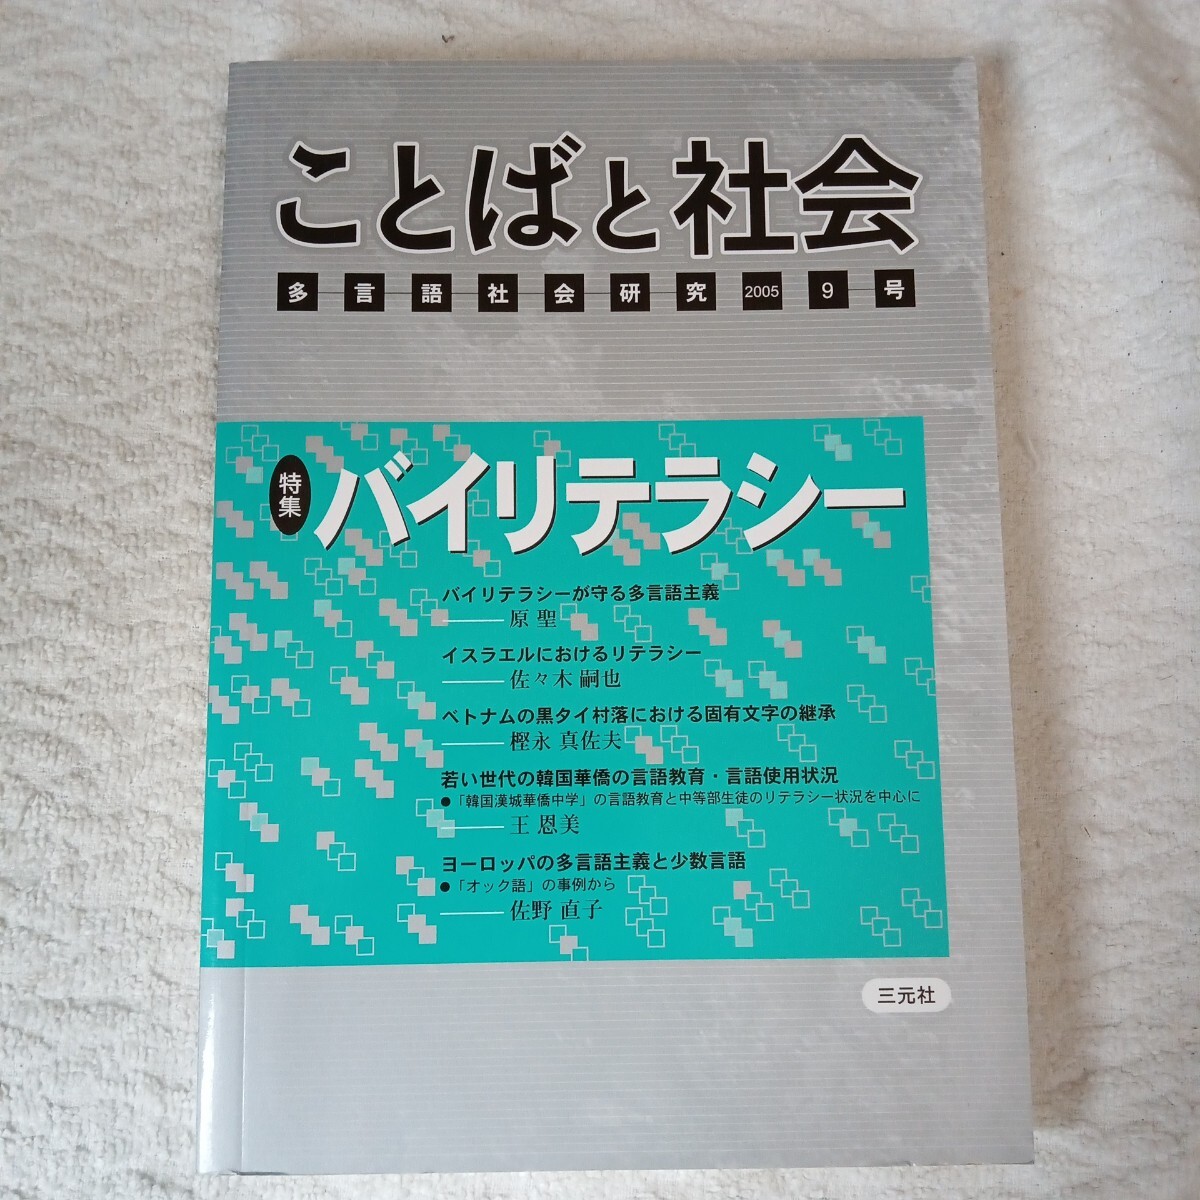 ことばと社会
多言語社会研究 2005 9号
特集
バイリテラシー
バイリテラシーが守る多言語主義
原 聖
イスラエルにおけるリテラシー
佐々木 嗣也
ベトナムの黒タイ村落における固有文字の継承
樫永 真佐夫
若い世代の韓国華僑の言語教育・言語使用状況
●「韓国漢城華僑中学」の言語教育と中等部生徒のリテラシー状況を中心に
王 恩美
ヨーロッパの多言語主義と少数言語
●「オック語」の事例から
佐野 直子
三元社